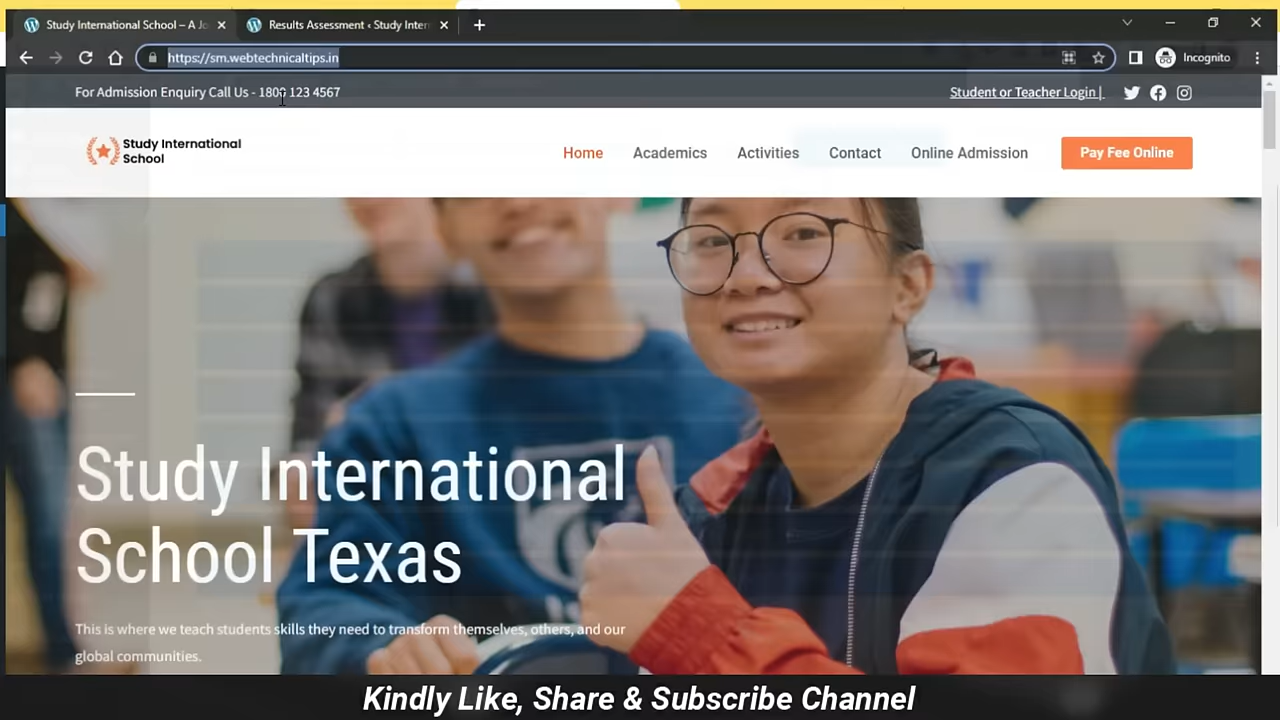 Study International School – A Jo
Results Assessment ‹ Study Inter
https://sm.webtechnicaltips.in
Incognito
For Admission Enquiry Call Us - 1800 123 4567
Student or Teacher Login |
Study International
School
Home
Academics
Activities
Contact
Online Admission
Pay Fee Online
Study International
School Texas
This is where we teach students skills they need to transform themselves, others, and our
global communities.
Kindly Like, Share & Subscribe Channel